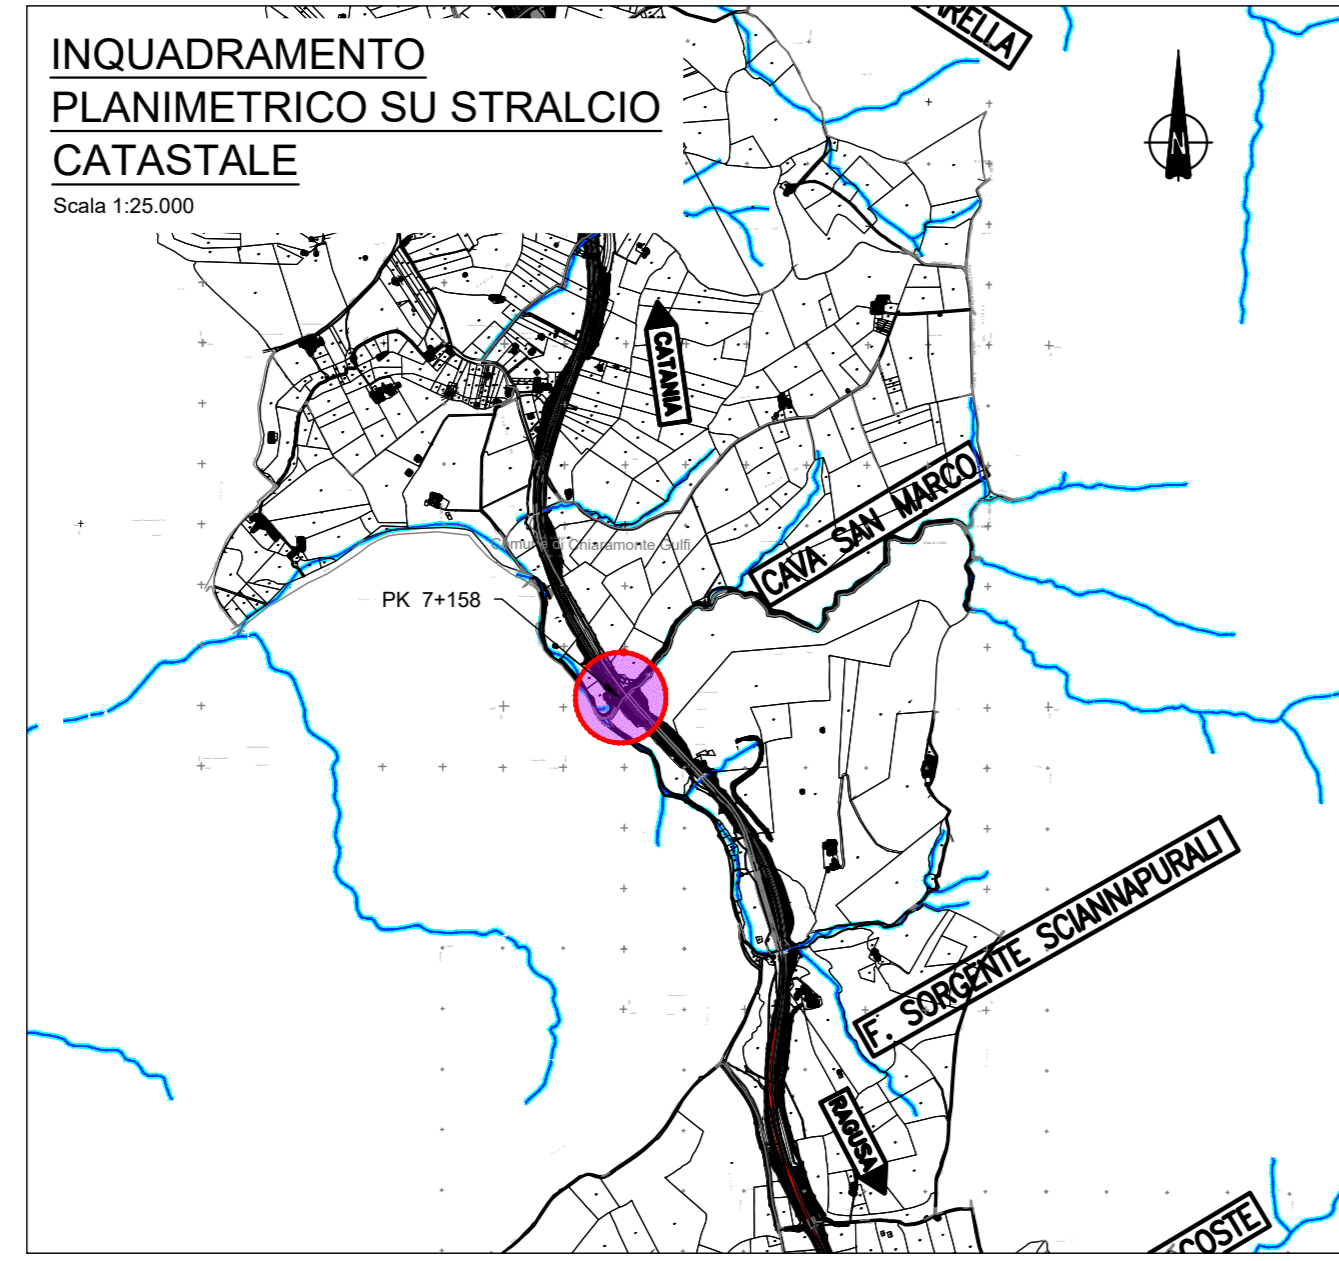 INQUADRAMENTO
PLANIMETRICO SU STRALCIO
CATASTALE
Scala 1:25.000
N
CATANIA
CAVA SAN MARCO
Comune di Chiaramonte Gulfi
PK 7+158
F. SORGENTE SCIANNAPURALI
RAGUSA
COSTE